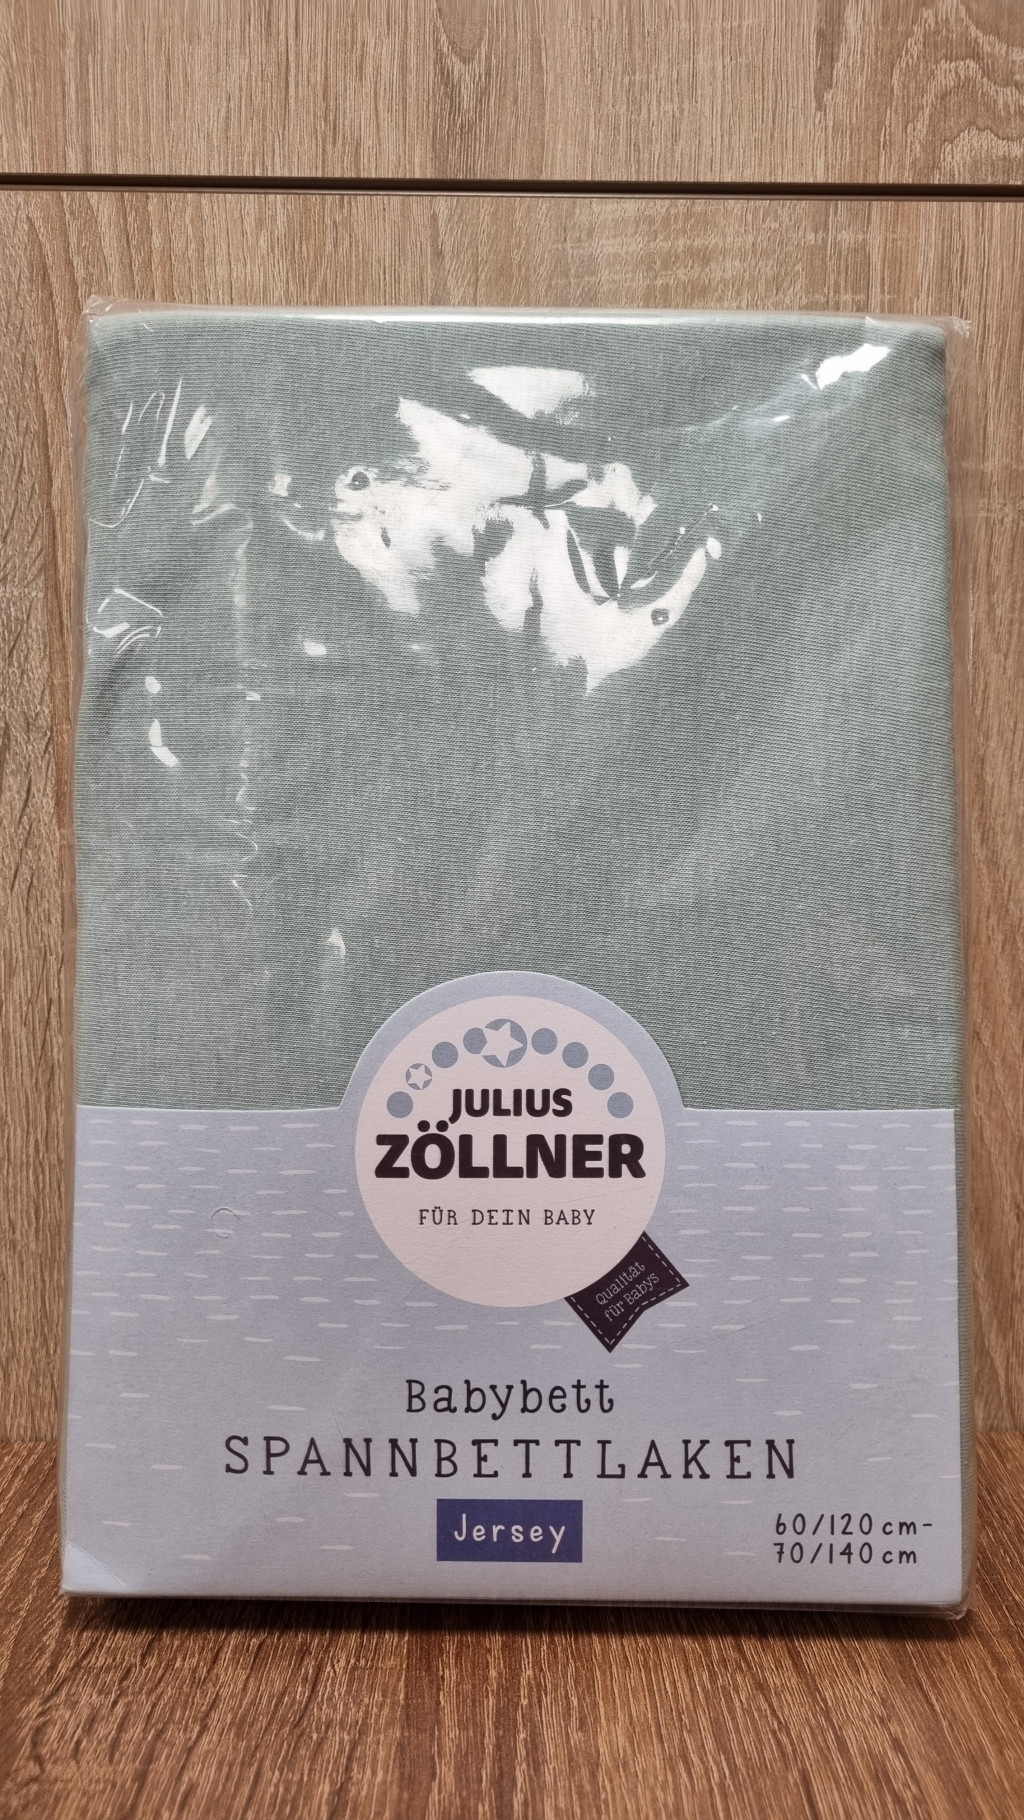 JULIUS
ZÖLLNER
FÜR DEIN BABY
Qualität
für Babys
Babybett
SPANNBETTLAKEN
Jersey
60/120 cm-
70/140 cm